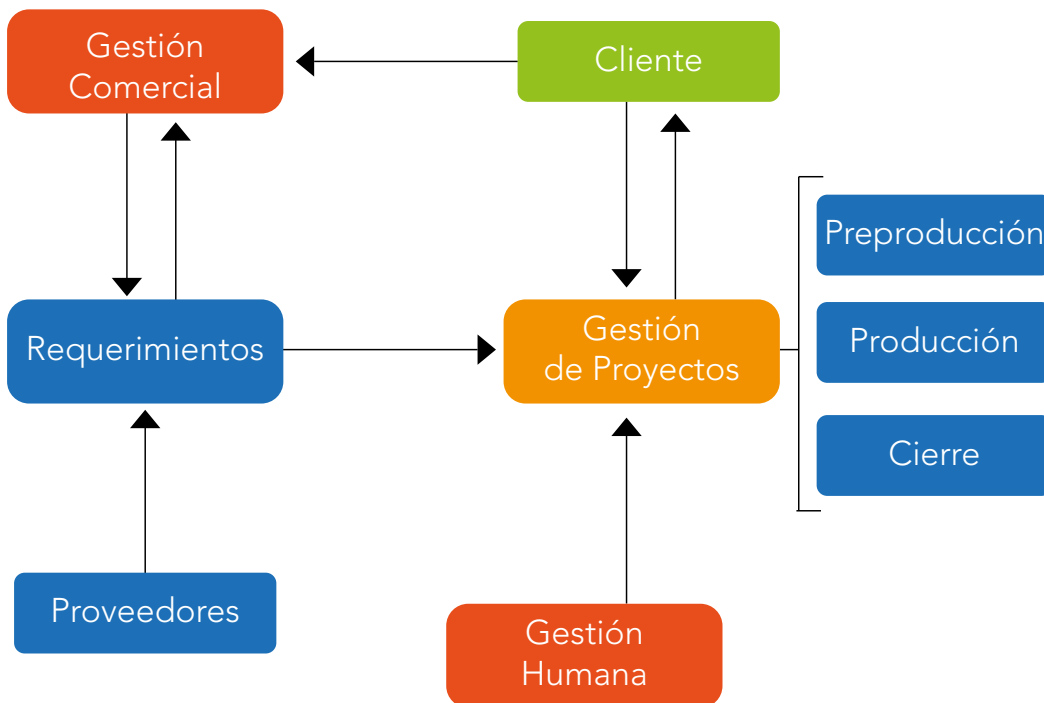 Gestión
Comercial
Cliente
Preproducción
Requerimientos
Gestión
de Proyectos
Producción
Cierre
Proveedores
Gestión
Humana